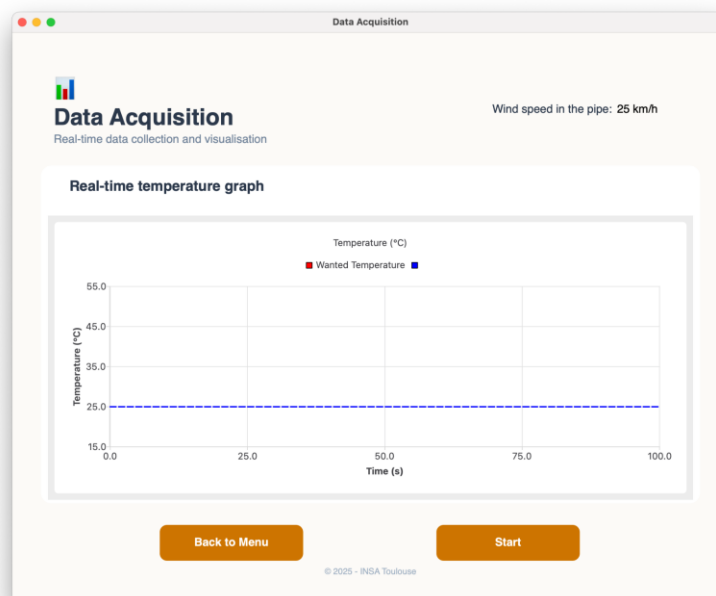 Data Acquisition
Data Acquisition
Wind speed in the pipe: 25 km/h
Real-time data collection and visualisation
Real-time temperature graph
Temperature (°C)
Wanted Temperature
55.0
45.0
35.0
25.0
15.0
Temperature (°C)
0.0 25.0 50.0 75.0 100.0
Time (s)
Back to Menu Start
© 2025 - INSA Toulouse